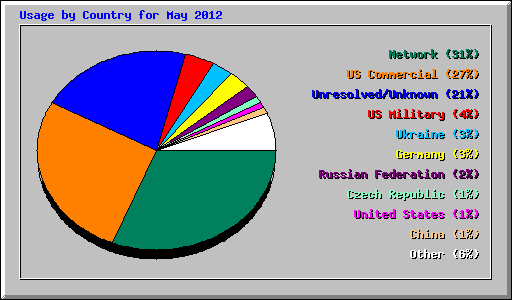 Usage by Country for May 2012
Network (31%)
US Commercial (27%)
Unresolved/Unknown (21%)
US Military (4%)
Ukraine (3%)
Germany (3%)
Russian Federation (2%)
Czech Republic (1%)
United States (1%)
China (1%)
Other (6%)